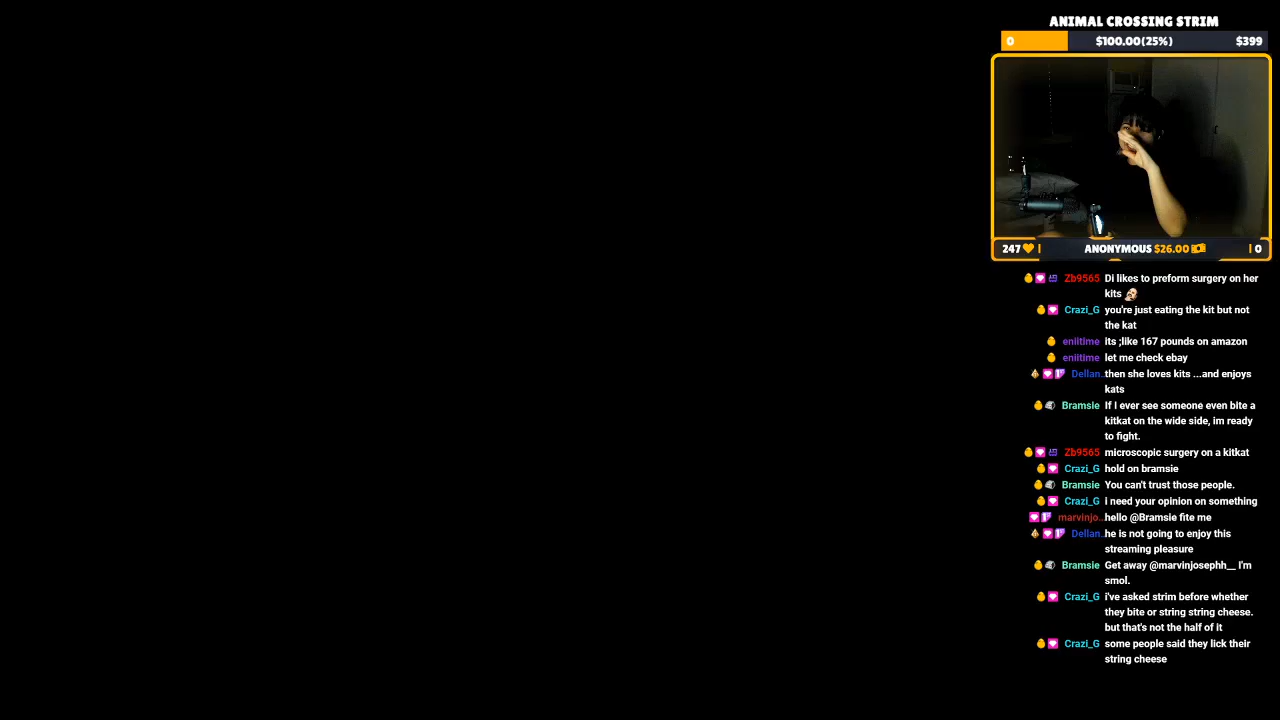 ANIMAL CROSSING STRIM
0 $100.00(25%) $399
247 ANONYMOUS $26.00 0
Zb9565 Di likes to preform surgery on her
kits
Crazi_G you're just eating the kit but not
the kat
eniitime its ;like 167 pounds on amazon
eniitime let me check ebay
Dellan.. then she loves kits ...and enjoys
kats
Bramsie If I ever see someone even bite a
kitkat on the wide side, im ready
to fight.
Zb9565 microscopic surgery on a kitkat
Crazi_G hold on bramsie
Bramsie You can't trust those people.
Crazi_G i need your opinion on something
marvinjo.. hello @Bramsie fite me
Dellan.. he is not going to enjoy this
streaming pleasure
Bramsie Get away @marvinjosephh__ I'm
smol.
Crazi_G i've asked strim before whether
they bite or string string cheese.
but that's not the half of it
Crazi_G some people said they lick their
string cheese